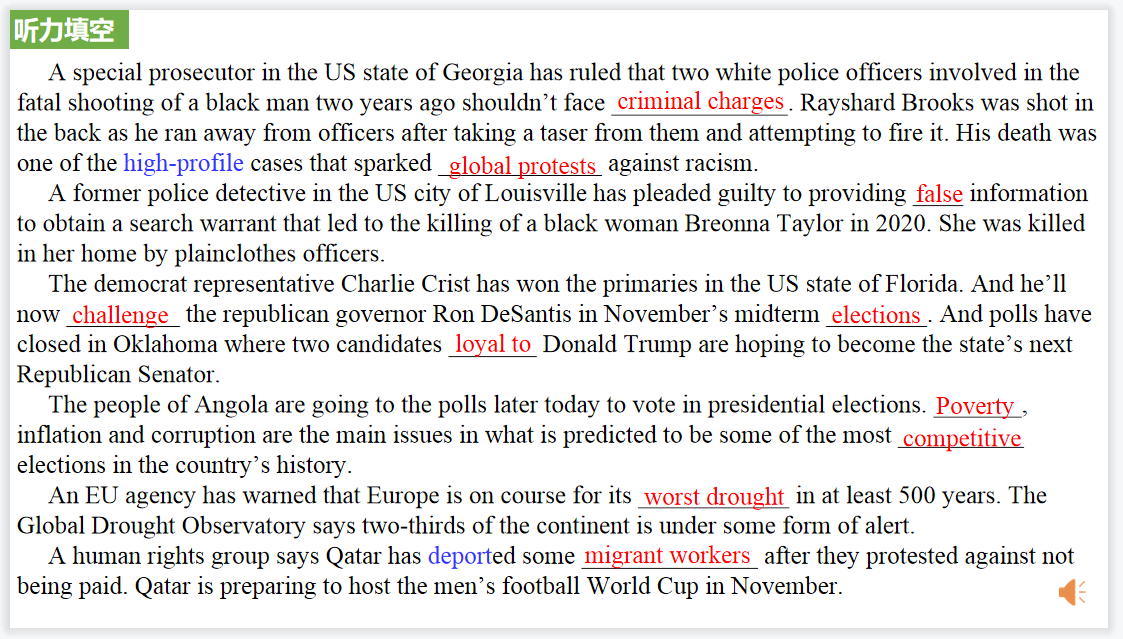 听力填空
A special prosecutor in the US state of Georgia has ruled that two white police officers involved in the
fatal shooting of a black man two years ago shouldn't face criminal charges. Rayshard Brooks was shot in
the back as he ran away from officers after taking a taser from them and attempting to fire it. His death was
one of the high-profile cases that sparked global protests against racism.
A former police detective in the US city of Louisville has pleaded guilty to providing false information
to obtain a search warrant that led to the killing of a black woman Breonna Taylor in 2020. She was killed
in her home by plainclothes officers.
The democrat representative Charlie Crist has won the primaries in the US state of Florida. And he'll
now challenge the republican governor Ron DeSantis in November's midterm elections. And polls have
closed in Oklahoma where two candidates loyal to Donald Trump are hoping to become the state's next
Republican Senator.
The people of Angola are going to the polls later today to vote in presidential elections. Poverty,
inflation and corruption are the main issues in what is predicted to be some of the most competitive
elections in the country's history.
An EU agency has warned that Europe is on course for its worst drought in at least 500 years. The
Global Drought Observatory says two-thirds of the continent is under some form of alert.
A human rights group says Qatar has deported some migrant workers after they protested against not
being paid. Qatar is preparing to host the men's football World Cup in November.